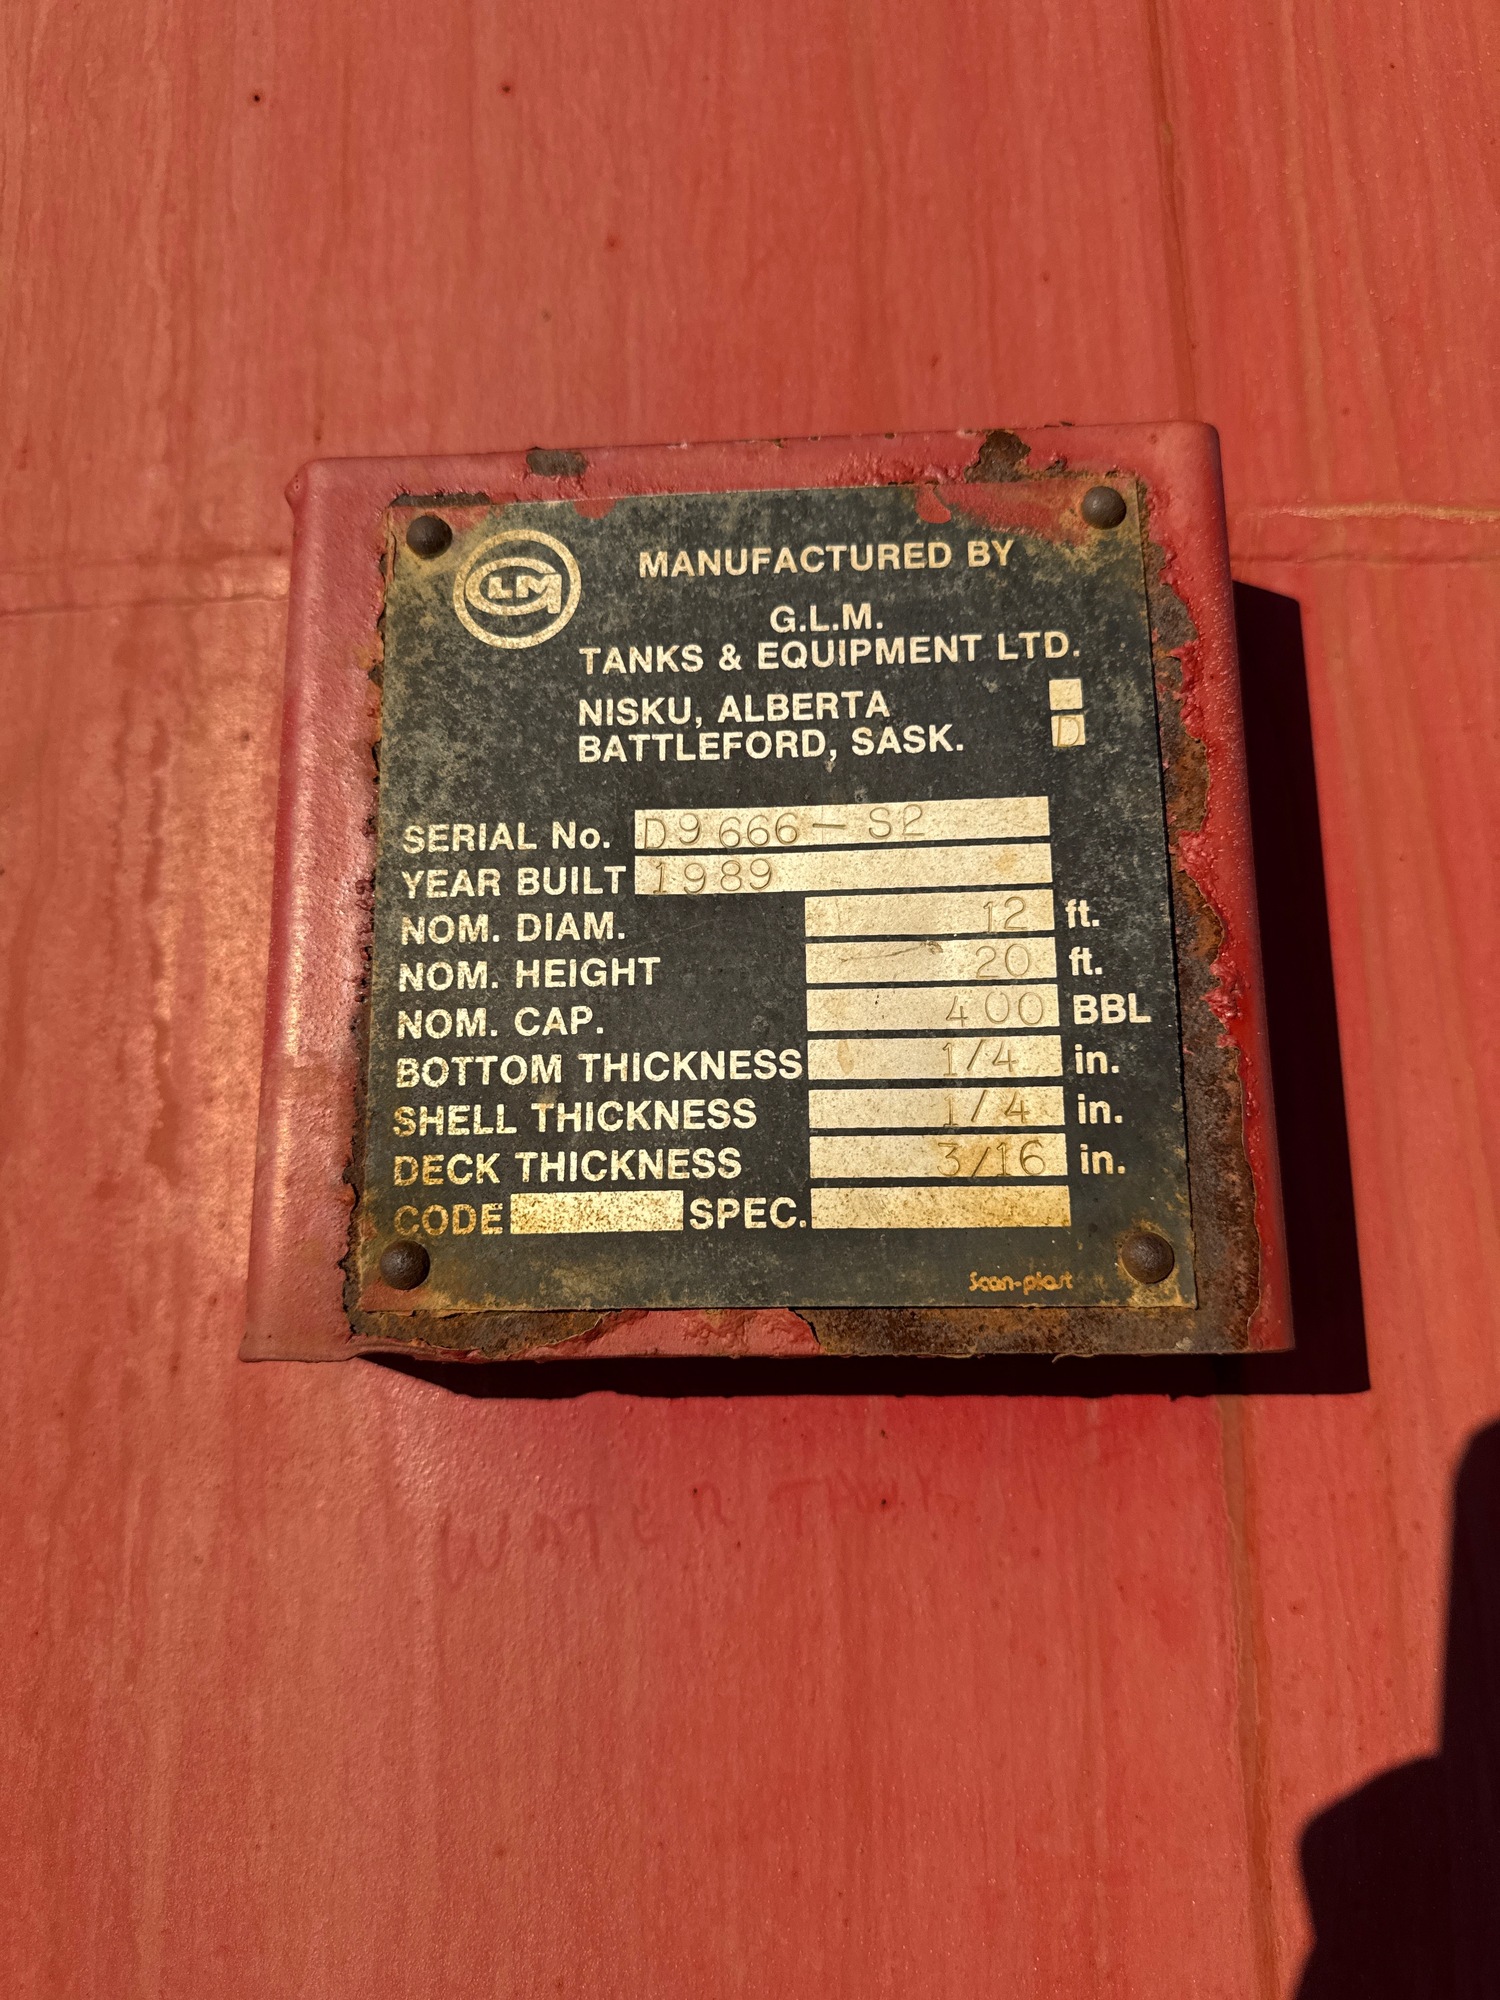 GLM
MANUFACTURED BY
G.L.M.
TANKS & EQUIPMENT LTD.
NISKU, ALBERTA
BATTLEFORD, SASK. D
SERIAL No. D9666-S2
YEAR BUILT 1989
NOM. DIAM. 12 ft.
NOM. HEIGHT 20 ft.
NOM. CAP. 400 BBL
BOTTOM THICKNESS 1/4 in.
SHELL THICKNESS 1/4 in.
DECK THICKNESS 3/16 in.
CODE SPEC.
Scan-plast
WATER TANK